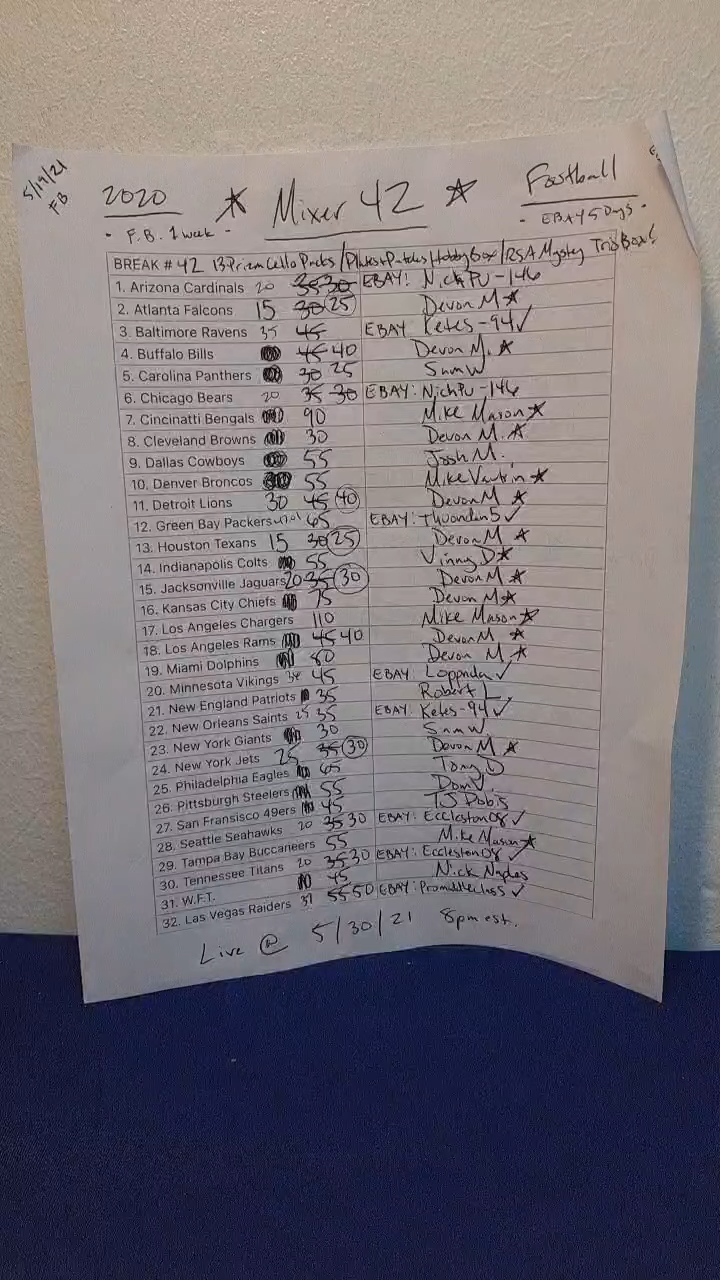 5/19/21
FB
2020 ☆ Mixer 42 ☆ Football
- F.B. 1 week - - EBAY 5 Days -
BREAK # 42 13 Prizm Cello Packs / Plates + Patches Hobby Box / RSA Mystery Tris Box!
1. Arizona Cardinals 20 35 30 EBAY: NickPu-146
2. Atlanta Falcons 15 30 25 Devon M ☆
3. Baltimore Ravens 35 45 EBAY Ketes-94 ✓
4. Buffalo Bills 45 40 Devon M. ☆
5. Carolina Panthers 30 25 Sam W
6. Chicago Bears 20 35 30 EBAY: NickPu-146
7. Cincinatti Bengals 90 Mike Mason ☆
8. Cleveland Browns 30 Devon M. ☆
9. Dallas Cowboys 55 Josh M.
10. Denver Broncos 55 Mike ☆
11. Detroit Lions 30 45 40 Devon M ☆
12. Green Bay Packers 65 EBAY: ✓
13. Houston Texans 15 30 25 Devon M ☆
14. Indianapolis Colts 55 Vinny D ☆
15. Jacksonville Jaguars 20 35 30 Devon M ☆
16. Kansas City Chiefs 75 Devon M ☆
17. Los Angeles Chargers 110 Mike Mason ☆
18. Los Angeles Rams 45 40 Devon M ☆
19. Miami Dolphins 80 Devon M ☆
20. Minnesota Vikings 45 EBAY: ✓
21. New England Patriots 35 Robert L.
22. New Orleans Saints 25 35 EBAY: Ketes-94 ✓
23. New York Giants 30 Sam W
24. New York Jets 25 35 30 Devon M ☆
25. Philadelphia Eagles 65 Tony D
26. Pittsburgh Steelers 55 Dom V.
27. San Fransisco 49ers 45 TJ Dobis
28. Seattle Seahawks 20 35 30 EBAY: Eccleston08 ✓
29. Tampa Bay Buccaneers 55 Mike Mason ☆
30. Tennessee Titans 20 35 30 EBAY: Eccleston08 ✓
31. W.F.T. 45 Nick Naples
32. Las Vegas Raiders 37 55 50 EBAY: ✓
Live @ 5/30/21 8pm est.